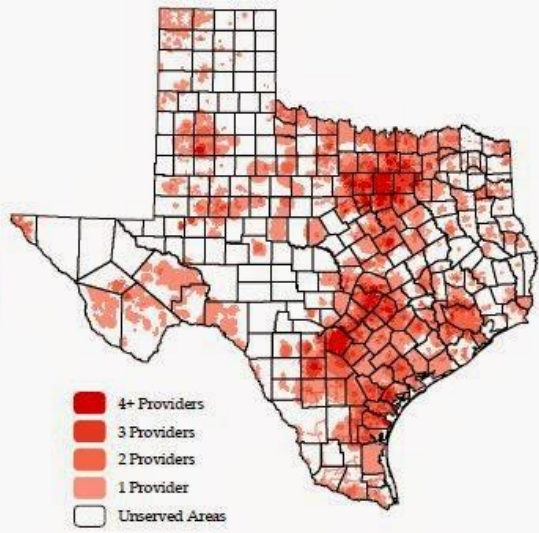 4+ Providers
3 Providers
2 Providers
1 Provider
Unserved Areas